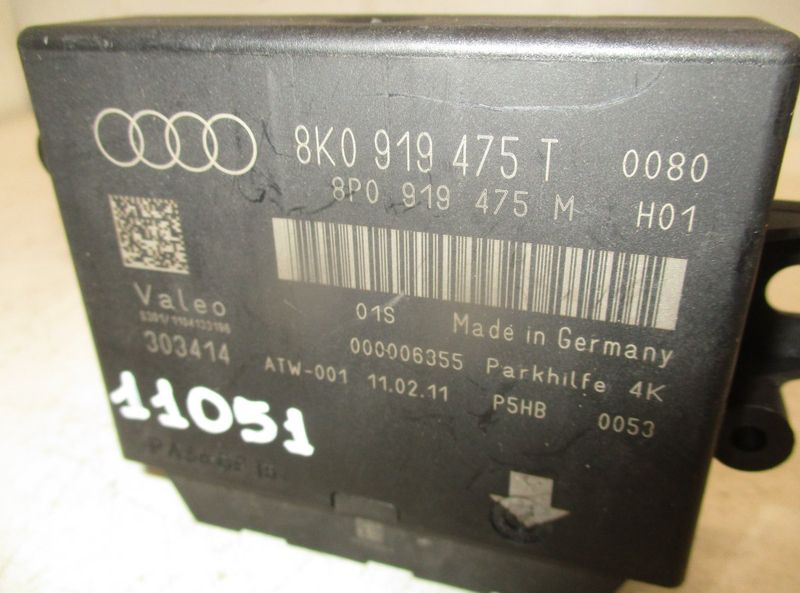 8K0 919 475 T 0080
8P0 919 475 M H01
Valeo
01S Made in Germany
303414
000006355 Parkhilfe 4K
ATW-001 11.02.11 P5HB 0053
11051